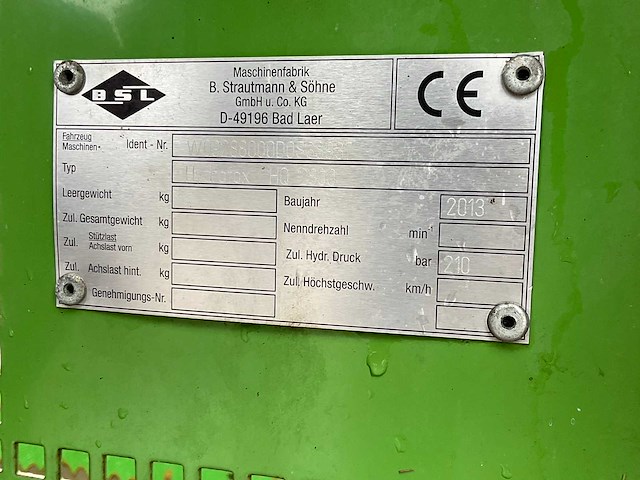 BSL
Maschinenfabrik
B. Strautmann & Söhne
GmbH u. Co. KG
D-49196 Bad Laer
CE
Fahrzeug
Maschinen - Ident - Nr.
Typ
Leergewicht kg
Zul. Gesamtgewicht kg
Zul. Stützlast
Achslast vorn kg
Zul. Achslast hint. kg
Genehmigungs-Nr.
Baujahr 2013
Nenndrehzahl min⁻¹
Zul. Hydr. Druck bar 210
Zul. Höchstgeschw. km/h